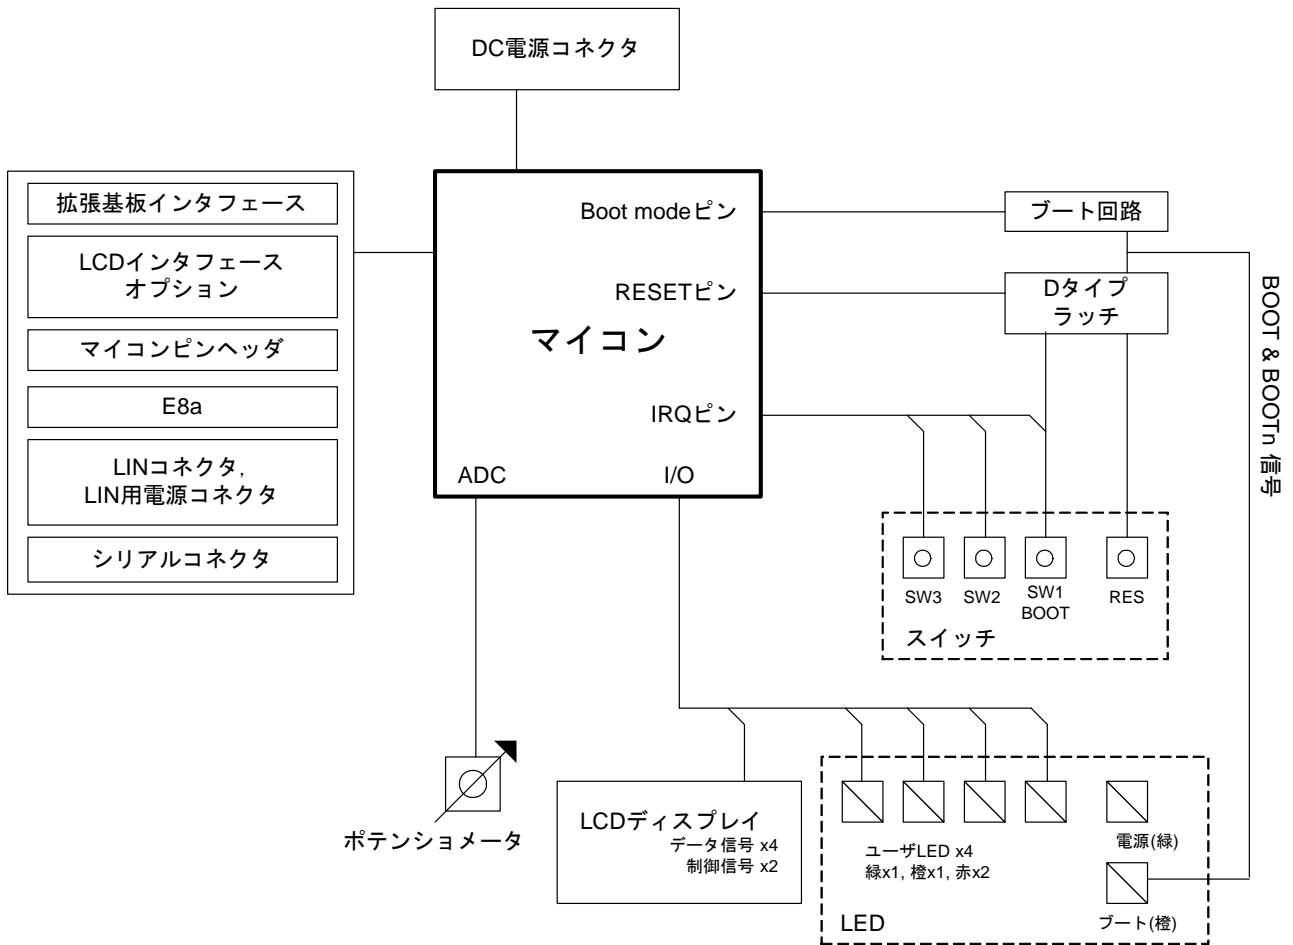 DC電源コネクタ
拡張基板インタフェース
LCDインタフェース
オプション
マイコンピンヘッダ
E8a
LINコネクタ,
LIN用電源コネクタ
シリアルコネクタ
Boot modeピン
RESETピン
マイコン
IRQピン
ADC
I/O
ブート回路
Dタイプ
ラッチ
BOOT & BOOTn 信号
SW3
SW2
SW1
BOOT
RES
スイッチ
ポテンショメータ
LCDディスプレイ
データ信号 x4
制御信号 x2
ユーザLED x4
緑x1, 橙x1, 赤x2
電源(緑)
ブート(橙)
LED